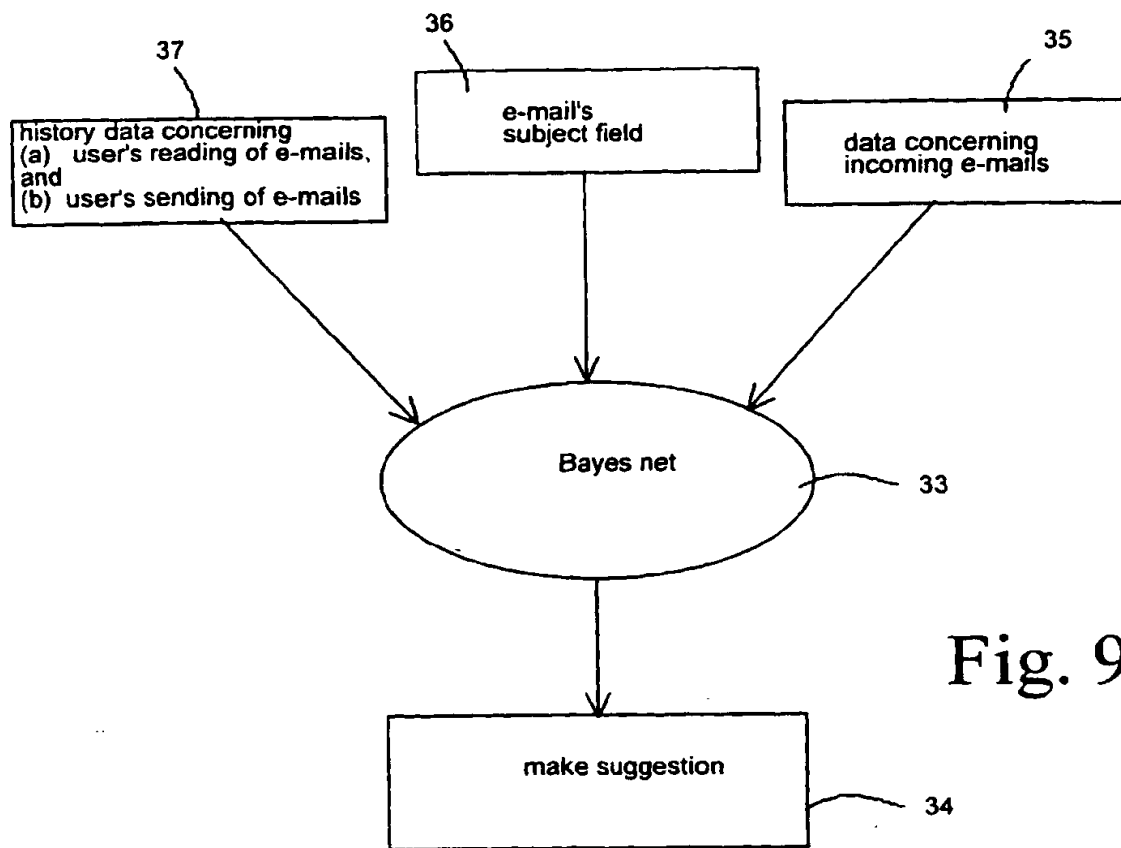 37
36
35
history data concerning
(a) user's reading of e-mails,
and
(b) user's sending of e-mails
e-mail's
subject field
data concerning
incoming e-mails
Bayes net
33
Fig. 9
make suggestion
34